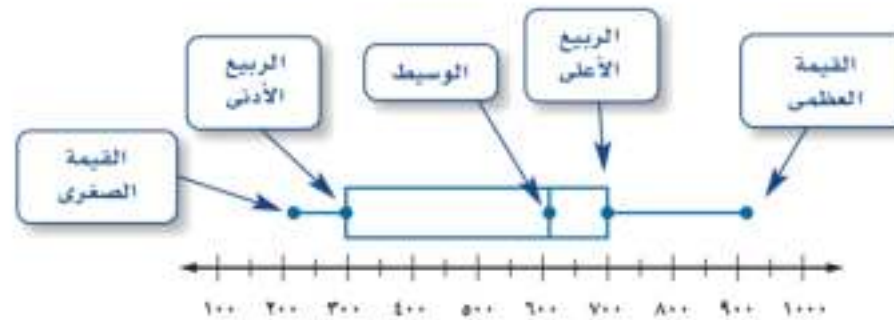 القيمة
الصغرى
الربيع
الأدنى
الوسيط
الربيع
الأعلى
القيمة
العظمى
١٠٠ ٢٠٠ ٣٠٠ ٤٠٠ ٥٠٠ ٦٠٠ ٧٠٠ ٨٠٠ ٩٠٠ ١٠٠٠